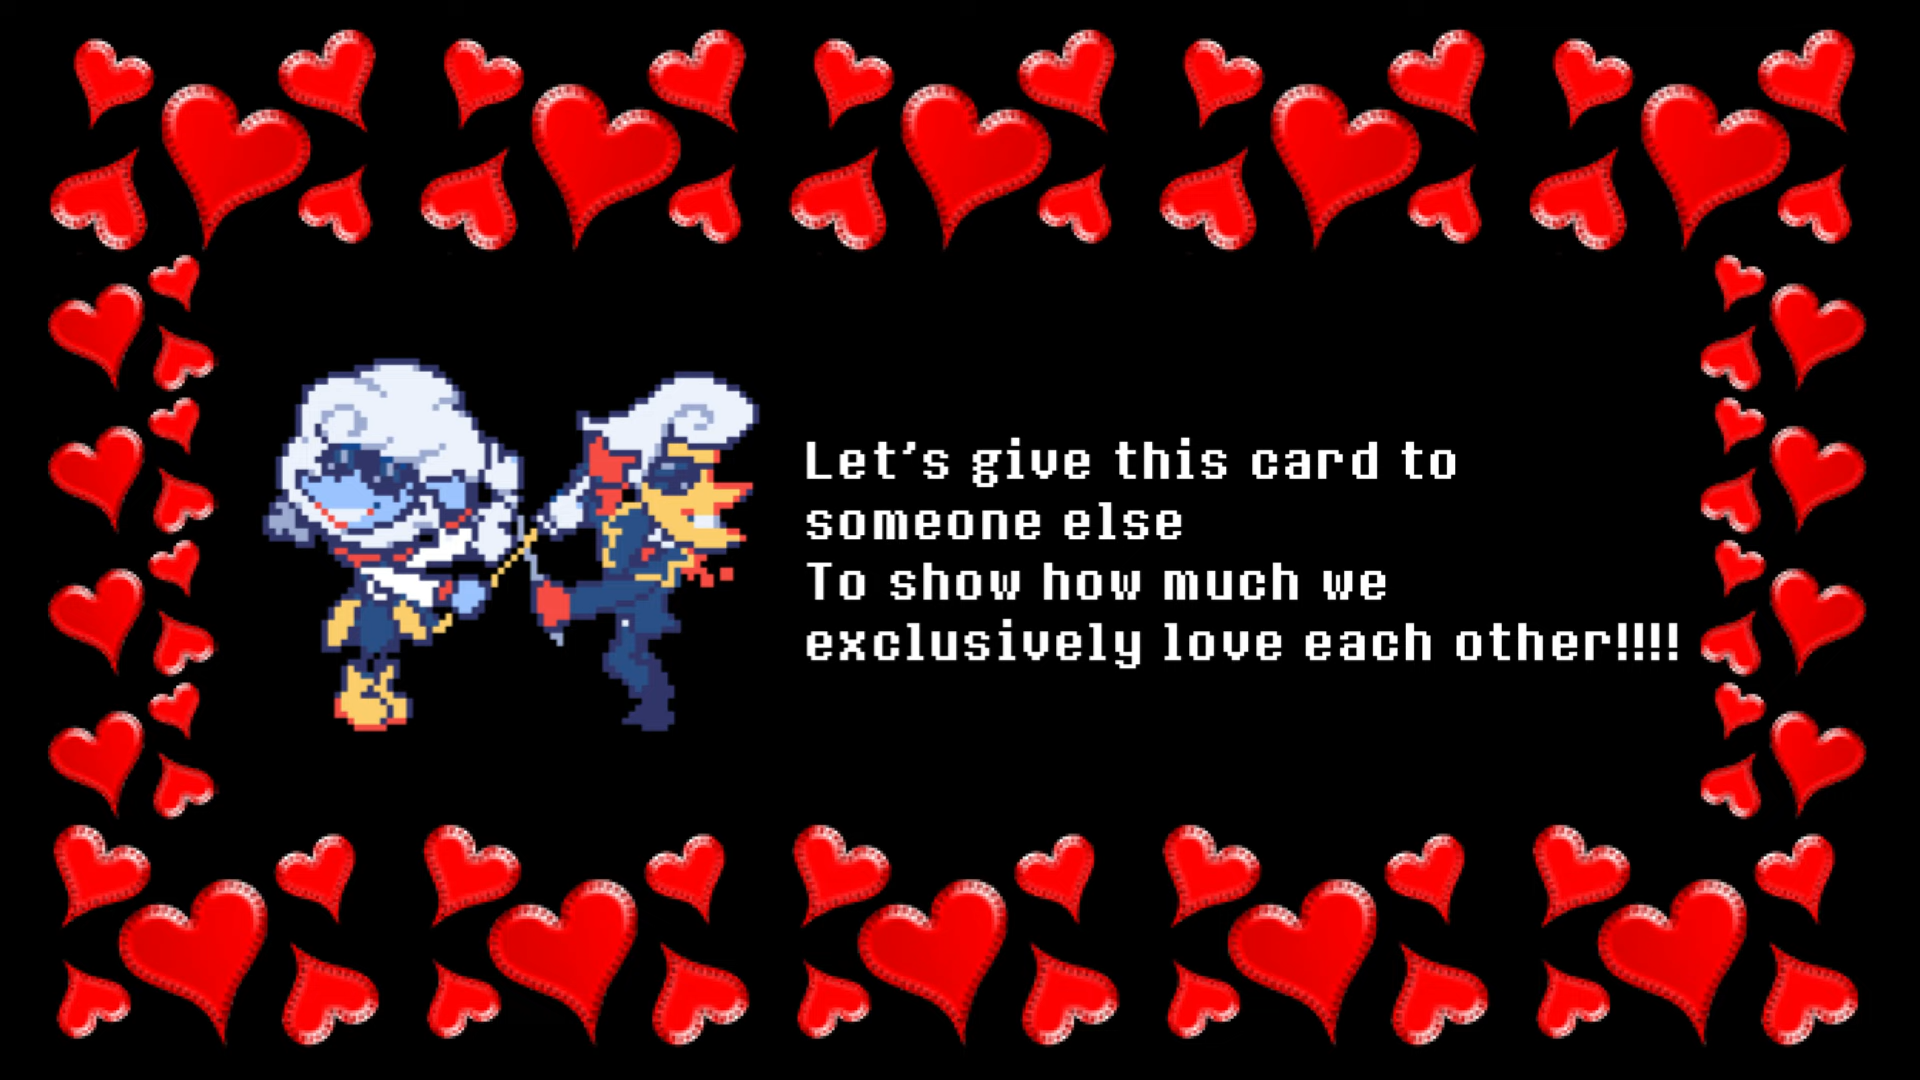 Let's give this card to
someone else
To show how much we
exclusively love each other!!!!